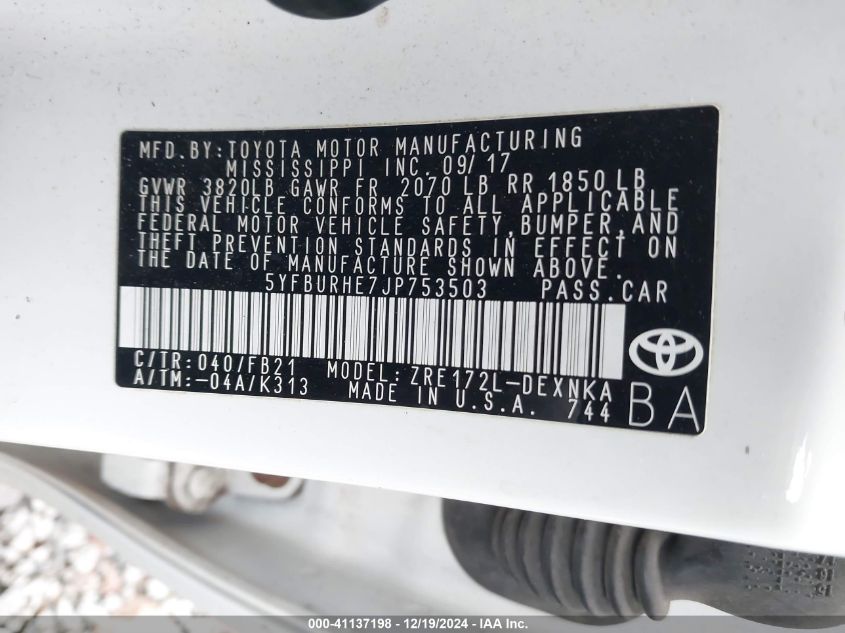 MFD.BY:TOYOTA MOTOR MANUFACTURING
MISSISSIPPI INC. 09/17
GVWR 3820LB GAWR FR 2070 LB RR 1850 LB
THIS VEHICLE CONFORMS TO ALL APPLICABLE
FEDERAL MOTOR VEHICLE SAFETY,BUMPER,AND
THEFT PREVENTION STANDARDS IN EFFECT ON
THE DATE OF MANUFACTURE SHOWN ABOVE.
5YFBURHE7JP753503 PASS.CAR
C/TR:040/FB21 MODEL:ZRE172L-DEXNKA
A/TM:-04A/K313 MADE IN U.S.A. 744
BA
000-41137198 - 12/19/2024 - IAA Inc.